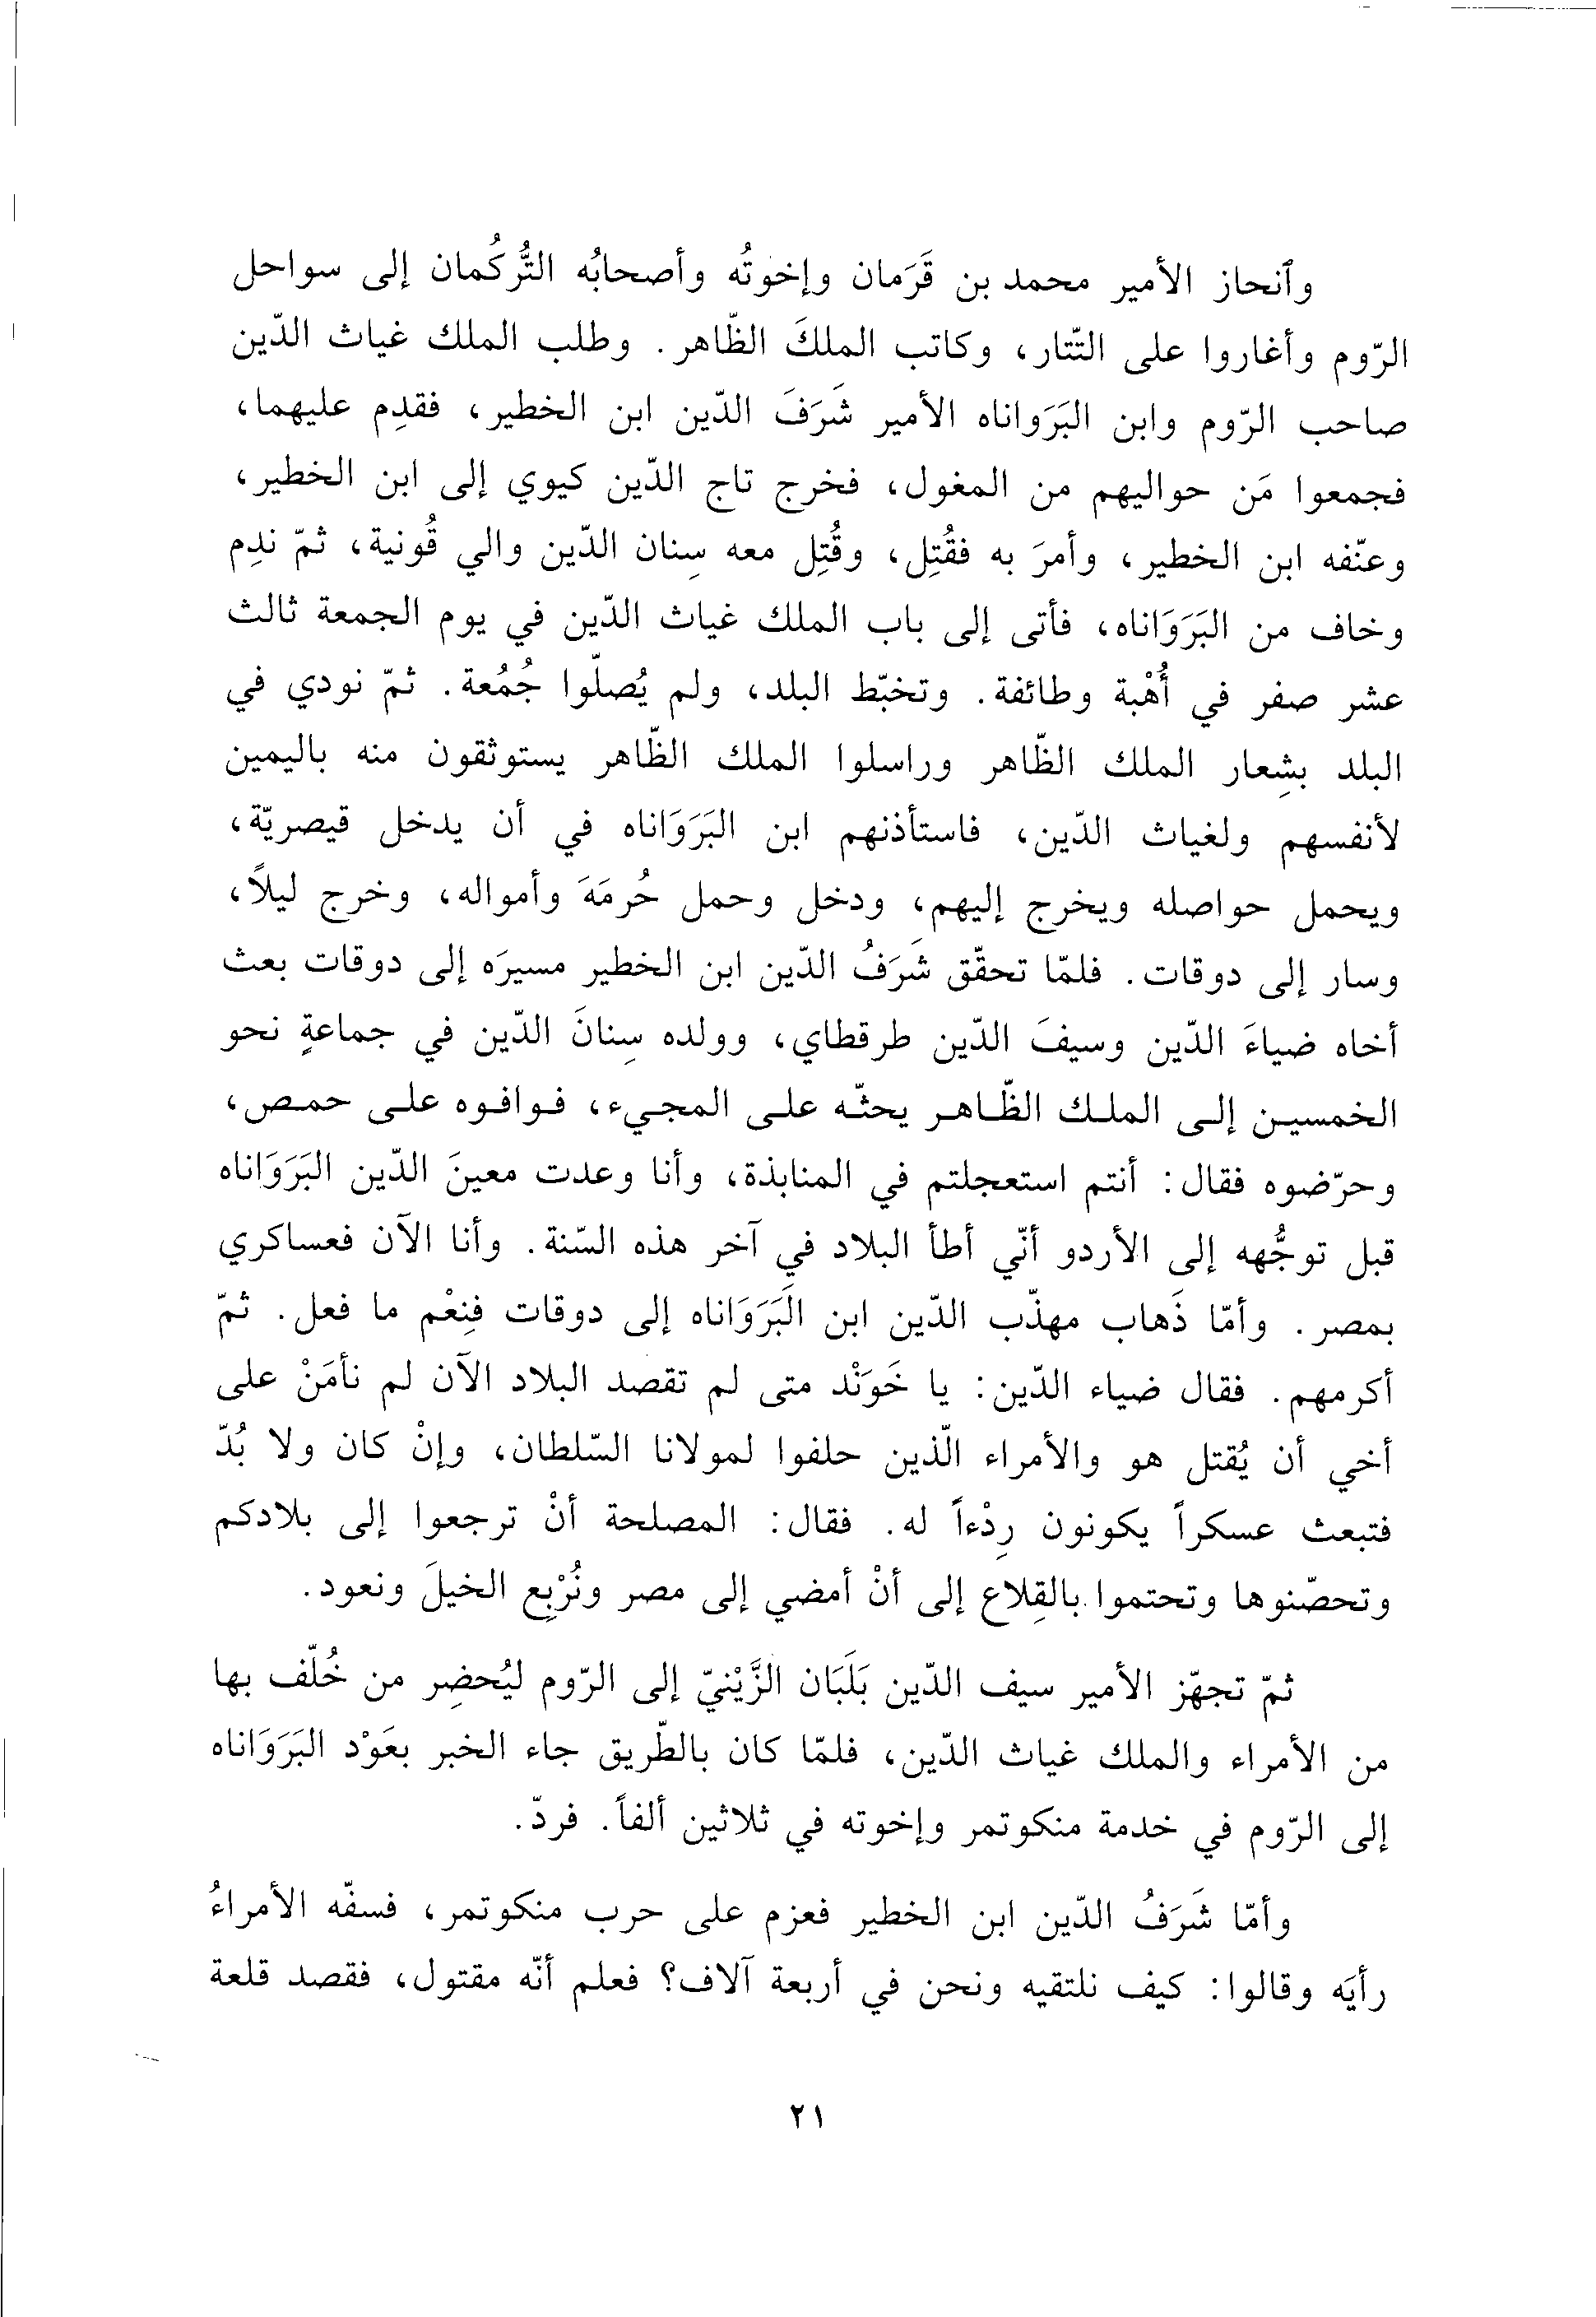 وٱنحاز الأمير محمد بن قَرَمان وإخوتُه وأصحابُه التُّركُمان إلى سواحل
الرّوم وأغاروا على التّتار، وكاتب الملكَ الظّاهر. وطلب الملك غياث الدّين
صاحب الرّوم وابن البَرَواناه الأمير شَرَفَ الدّين ابن الخطير، فقدِم عليهما،
فجمعوا مَن حواليهم من المغول، فخرج تاج الدّين كيوي إلى ابن الخطير،
وعنّفه ابن الخطير، وأمرَ به فقُتِل، وقُتِل معه سِنان الدّين والي قُونية، ثمّ ندِم
وخاف من البَرَوَاناه، فأتى إلى باب الملك غياث الدّين في يوم الجمعة ثالث
عشر صفر في أُهْبة وطائفة. وتخبّط البلد، ولم يُصلّوا جُمُعة. ثمّ نودي في
البلد بشِعار الملك الظّاهر وراسلوا الملك الظّاهر يستوثقون منه باليمين
لأنفسهم ولغياث الدّين، فاستأذنهم ابن البَرَوَاناه في أن يدخل قيصريّة،
ويحمل حواصله ويخرج إليهم، ودخل وحمل حُرمَهَ وأمواله، وخرج ليلاً،
وسار إلى دوقات. فلمّا تحقّق شَرَفُ الدّين ابن الخطير مسيرَه إلى دوقات بعث
أخاه ضياءَ الدّين وسيفَ الدّين طرقطاي، وولده سِنانَ الدّين في جماعةٍ نحو
الخمسيـن إلـى الملـك الظّـاهـر يحثّـه علـى المجـيء، فـوافـوه علـى حمـص،
وحرّضوه فقال: أنتم استعجلتم في المنابذة، وأنا وعدت معينَ الدّين البَرَوَاناه
قبل توجُّهه إلى الأردو أنّي أطأ البلاد في آخر هذه السّنة. وأنا الآن فعساكري
بمصر. وأمّا ذَهاب مهذّب الدّين ابن البَرَوَاناه إلى دوقات فنِعْم ما فعل. ثمّ
أكرمهم. فقال ضياء الدّين: يا خَوَنْد متى لم تقصد البلاد الآن لم نأمَنْ على
أخي أن يُقتل هو والأمراء الّذين حلفوا لمولانا السّلطان، وإنْ كان ولا بُدّ
فتبعث عسكراً يكونون رِدْءاً له. فقال: المصلحة أنْ ترجعوا إلى بلادكم
وتحصّنوها وتحتموا بالقِلاع إلى أنْ أمضي إلى مصر ونُرْبِع الخيلَ ونعود.
ثمّ تجهّز الأمير سيف الدّين بَلَبَان الزَّيْنيّ إلى الرّوم ليُحضِر من خُلّف بها
من الأمراء والملك غياث الدّين، فلمّا كان بالطّريق جاء الخبر بعَوْد البَرَوَاناه
إلى الرّوم في خدمة منكوتمر وإخوته في ثلاثين ألفاً. فردّ.
وأمّا شَرَفُ الدّين ابن الخطير فعزم على حرب منكوتمر، فسفّه الأمراءُ
رأيَه وقالوا: كيف نلتقيه ونحن في أربعة آلاف؟ فعلم أنّه مقتول، فقصد قلعة
٢١